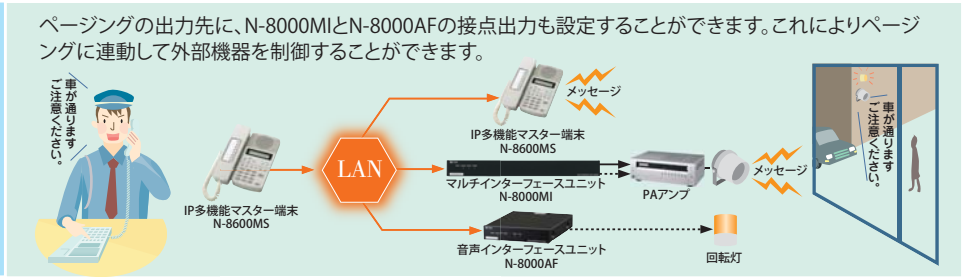 ページングの出力先に、N-8000MIとN-8000AFの接点出力も設定することができます。これによりページ
ングに連動して外部機器を制御することができます。
車が通ります
ご注意ください。
IP多機能マスター端末
N-8600MS
LAN
メッセージ
IP多機能マスター端末
N-8600MS
マルチインターフェースユニット
N-8000MI
PAアンプ
メッセージ
音声インターフェースユニット
N-8000AF
回転灯
車が通ります
ご注意ください。